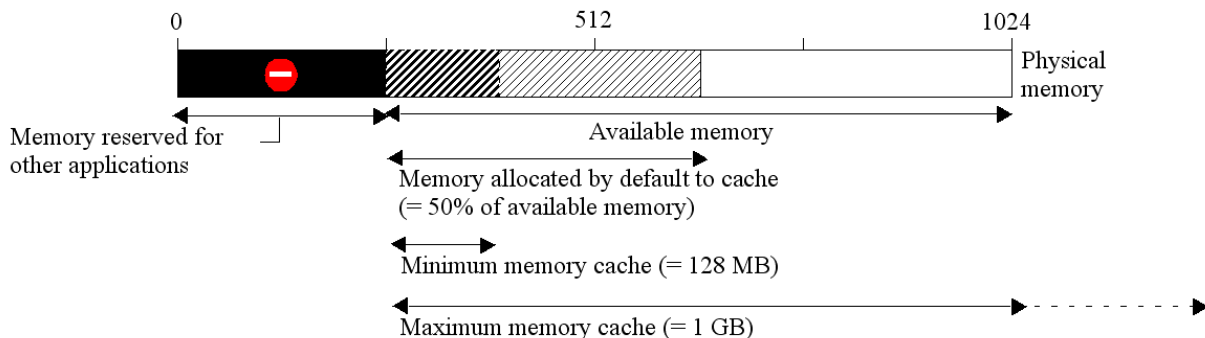 0 512 1024
Physical
memory
Memory reserved for
other applications
Available memory
Memory allocated by default to cache
(= 50% of available memory)
Minimum memory cache (= 128 MB)
Maximum memory cache (= 1 GB)